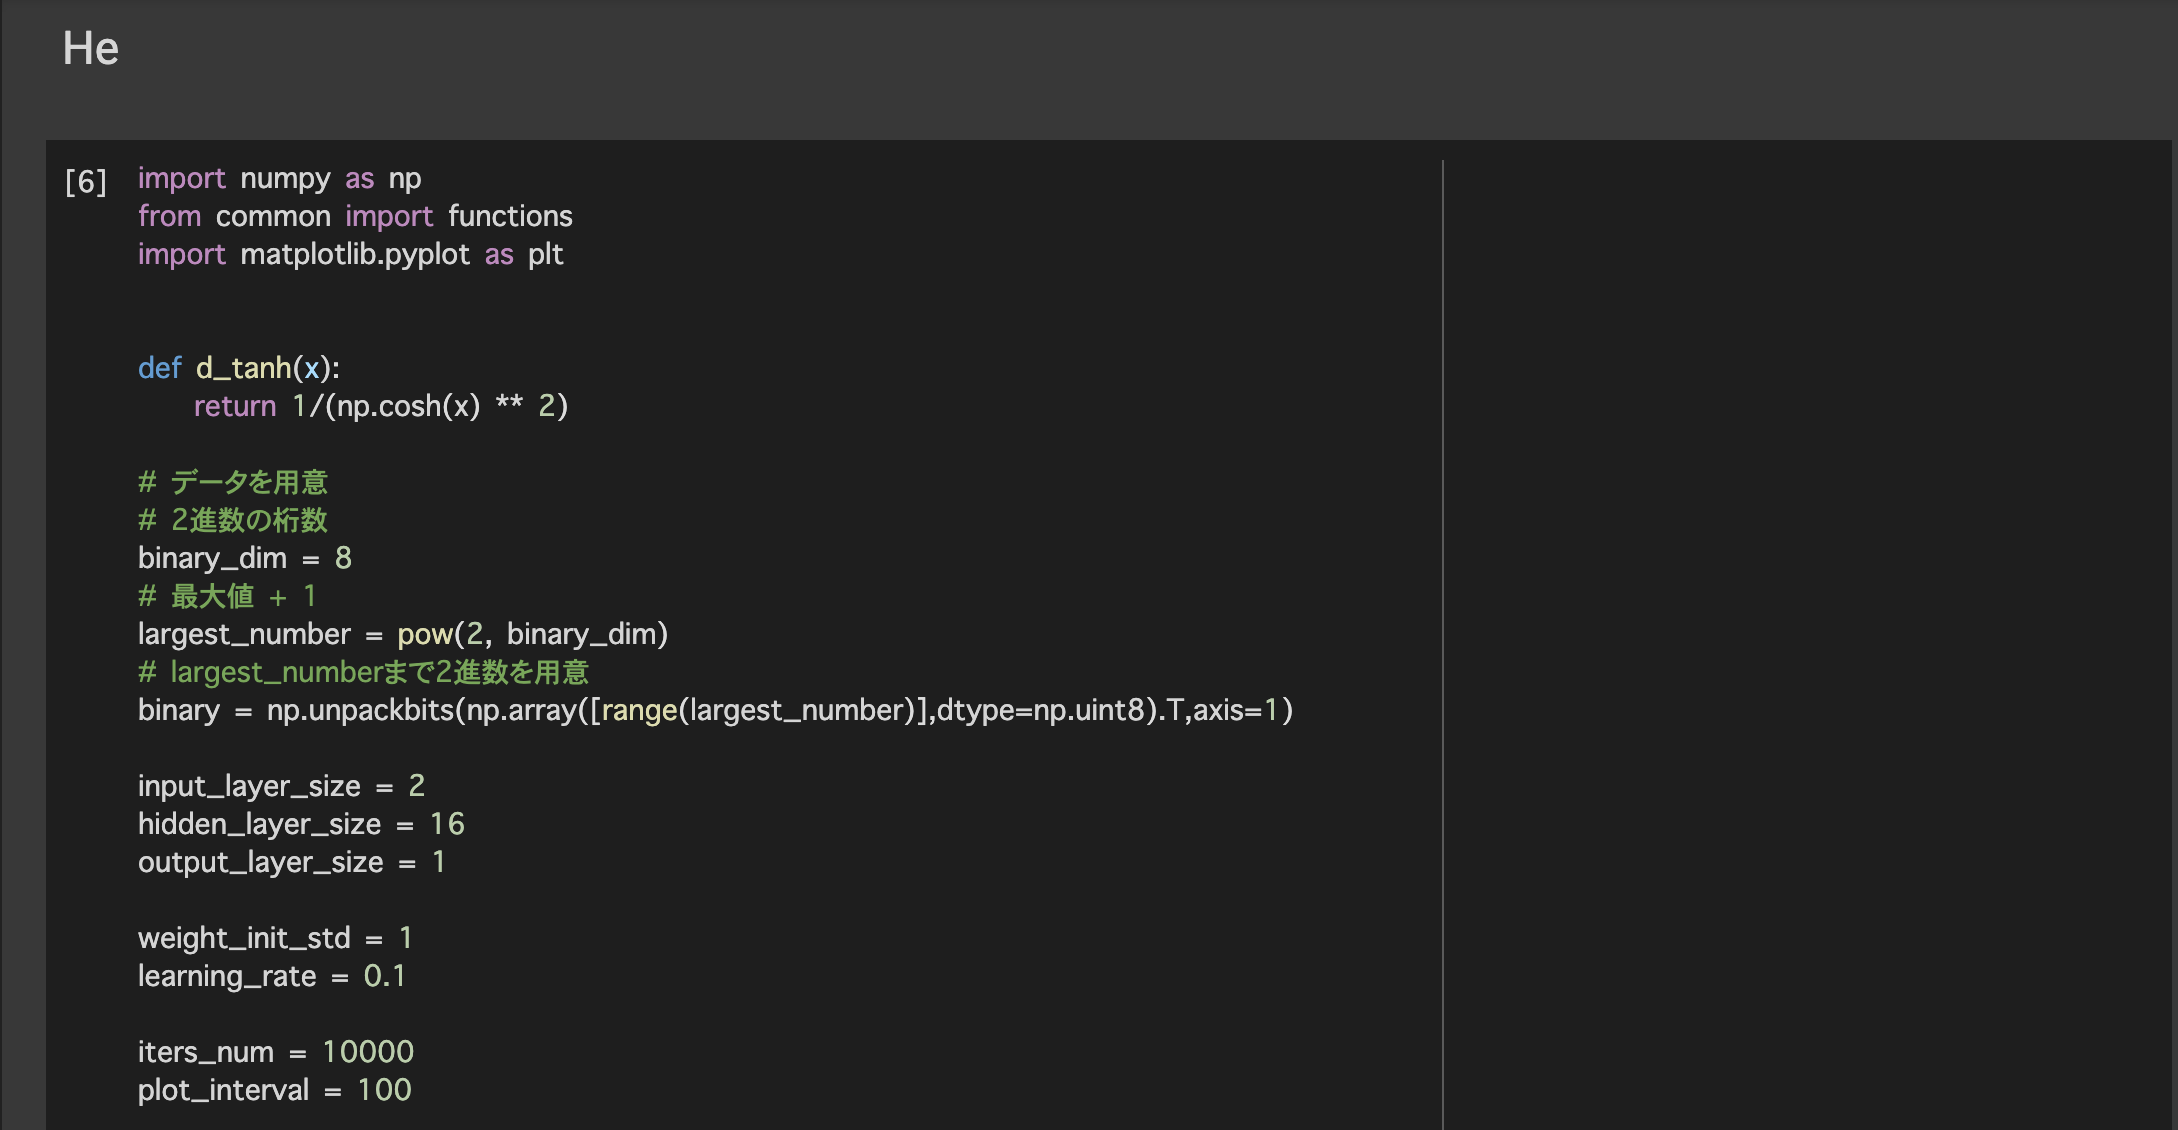 He
[6] import numpy as np
from common import functions
import matplotlib.pyplot as plt
def d_tanh(x):
    return 1/(np.cosh(x) ** 2)
# データを用意
# 2進数の桁数
binary_dim = 8
# 最大値 + 1
largest_number = pow(2, binary_dim)
# largest_numberまで2進数を用意
binary = np.unpackbits(np.array([range(largest_number)],dtype=np.uint8).T,axis=1)
input_layer_size = 2
hidden_layer_size = 16
output_layer_size = 1
weight_init_std = 1
learning_rate = 0.1
iters_num = 10000
plot_interval = 100